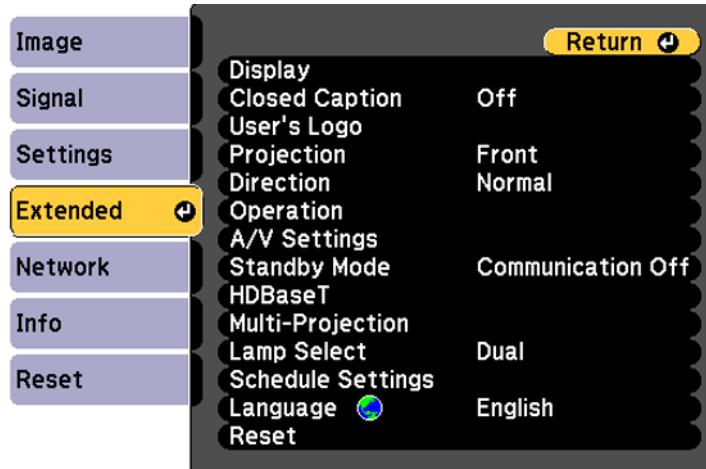 Image
Signal
Settings
Extended
Network
Info
Reset
Return
Display
Closed Caption Off
User's Logo
Projection Front
Direction Normal
Operation
A/V Settings
Standby Mode Communication Off
HDBaseT
Multi-Projection
Lamp Select Dual
Schedule Settings
Language English
Reset